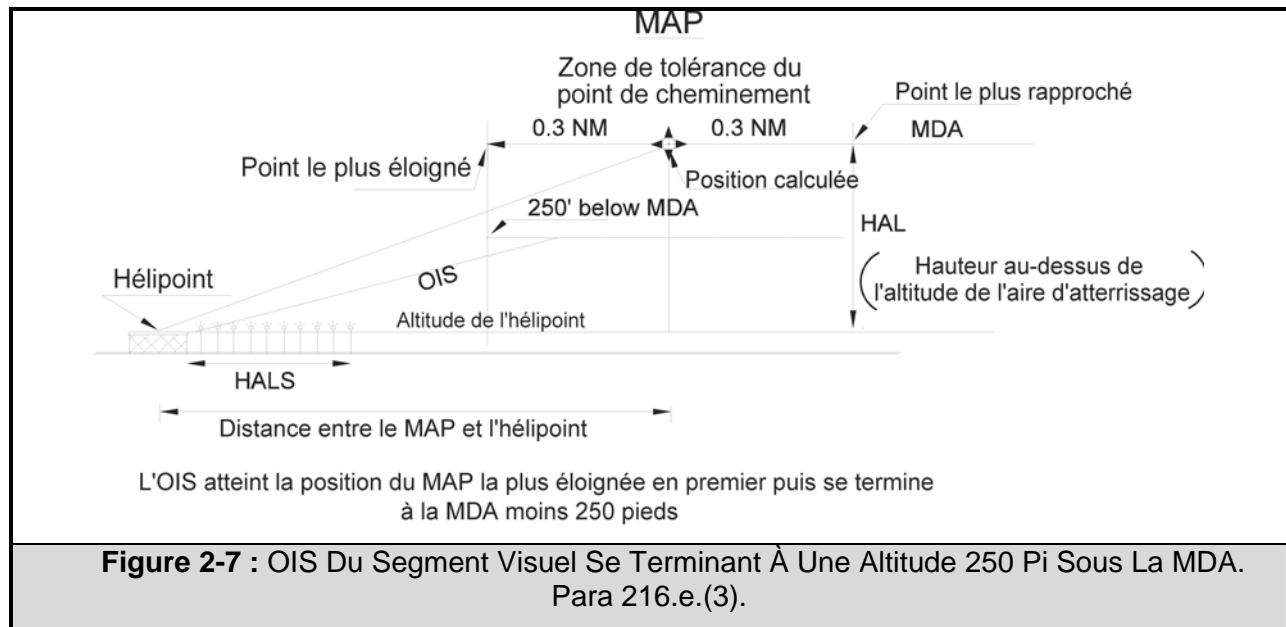 MAP
Zone de tolérance du
point de cheminement
Point le plus rapproché
0.3 NM
0.3 NM
MDA
Point le plus éloigné
Position calculée
250' below MDA
HAL
OIS
Hauteur au-dessus de
l'altitude de l'aire d'atterrissage
Hélipoint
Altitude de l'hélipoint
HALS
Distance entre le MAP et l'hélipoint
L'OIS atteint la position du MAP la plus éloignée en premier puis se termine
à la MDA moins 250 pieds
Figure 2-7 : OIS Du Segment Visuel Se Terminant À Une Altitude 250 Pi Sous La MDA.
Para 216.e.(3).